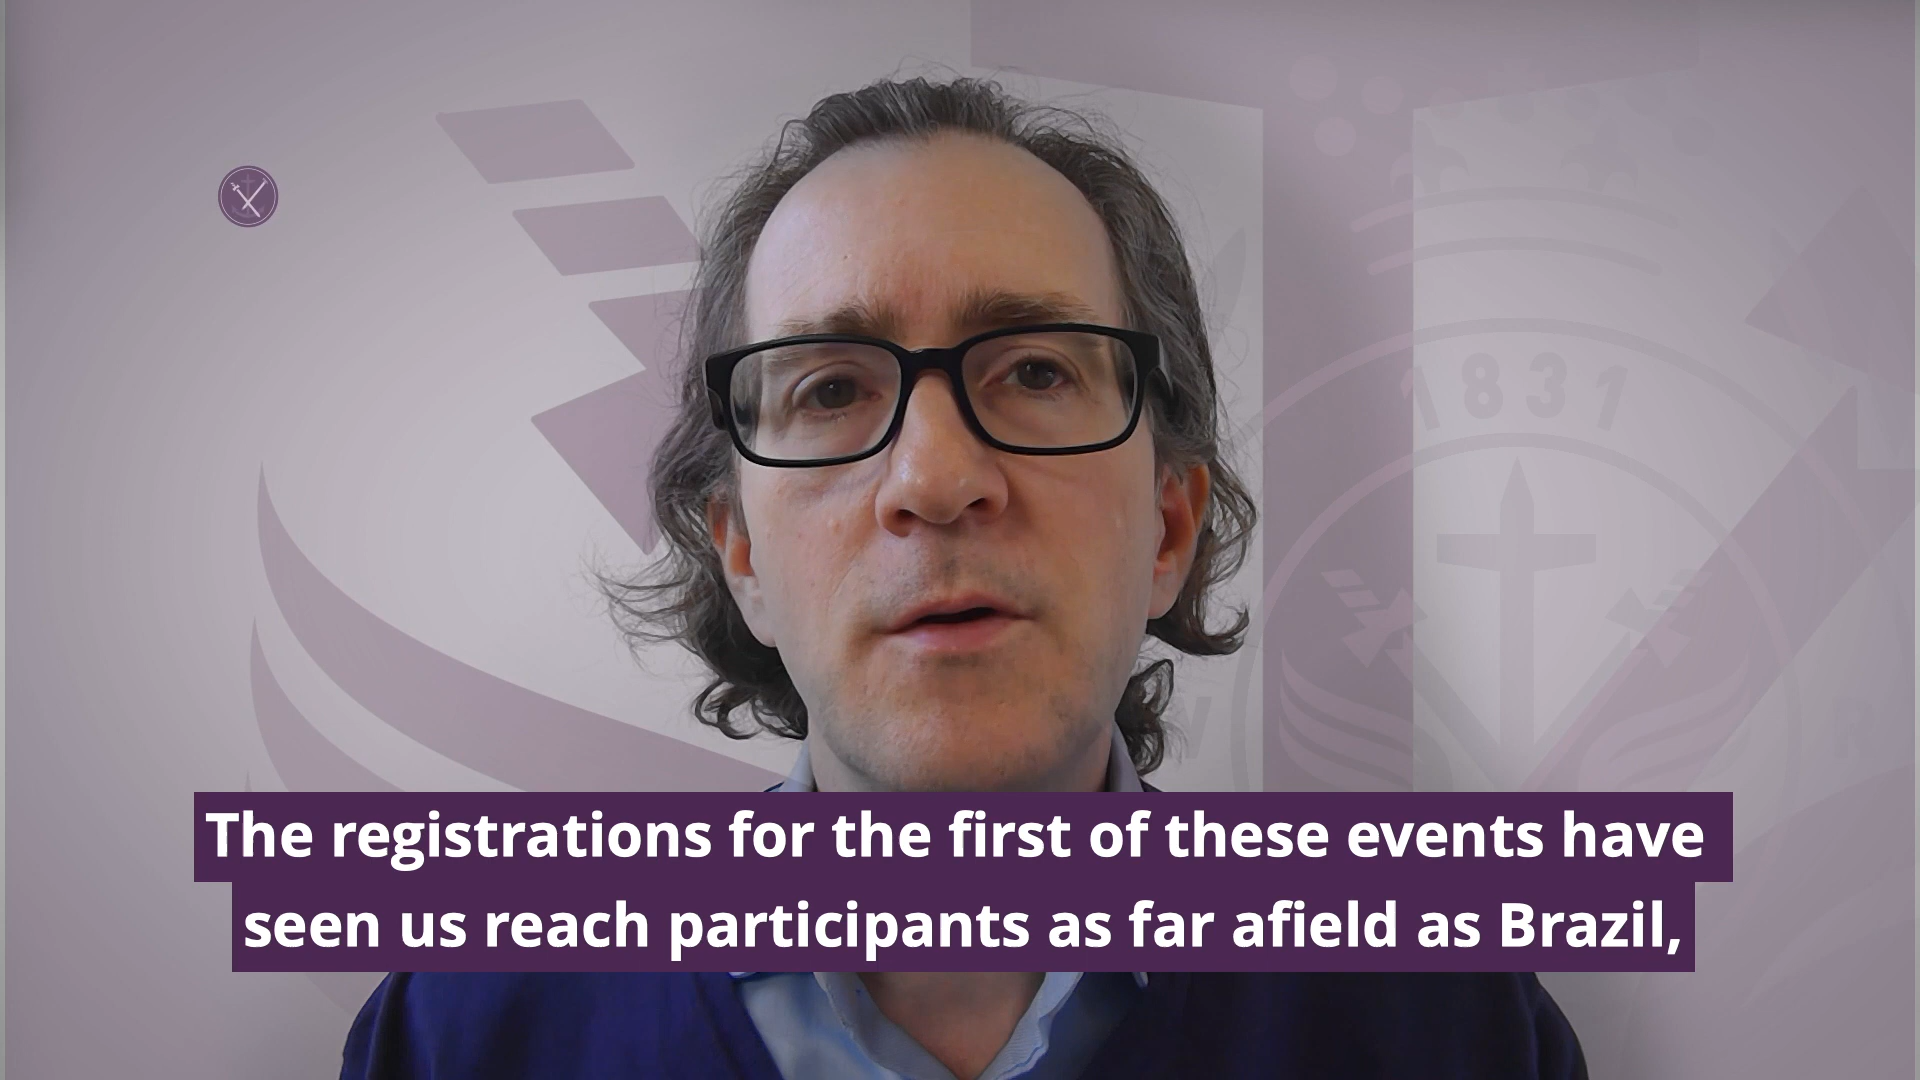 1831
The registrations for the first of these events have
seen us reach participants as far afield as Brazil,